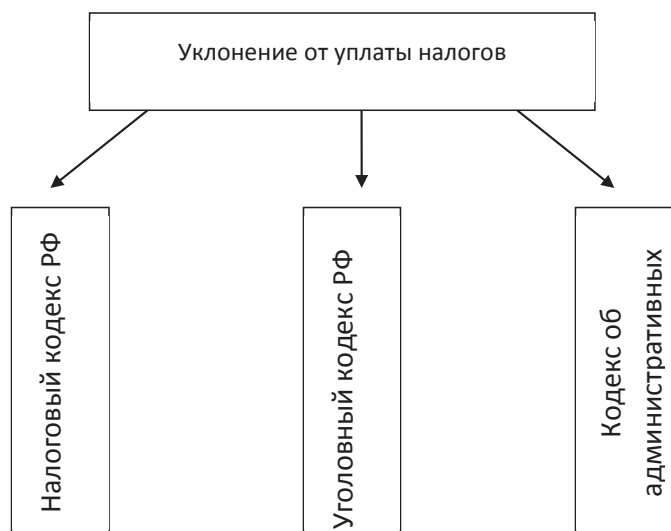 Уклонение от уплаты налогов
Налоговый кодекс РФ
Уголовный кодекс РФ
Кодекс об
административных